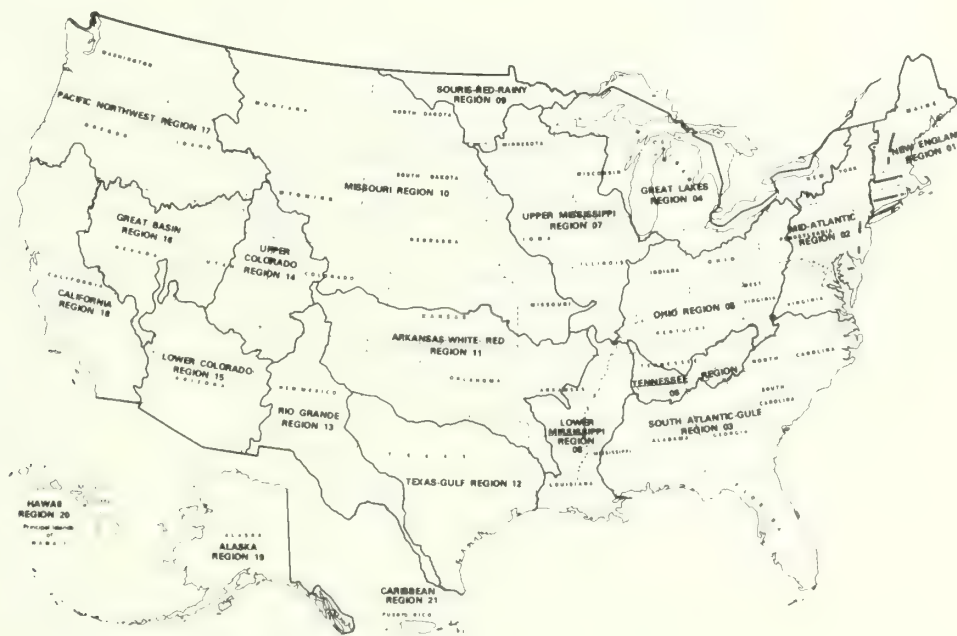 WASHINGTON
PACIFIC NORTHWEST REGION 17
OREGON
IDAHO
MONTANA
NORTH DAKOTA
SOURIS-RED-RAINY
REGION 09
MINNESOTA
SOUTH DAKOTA
MISSOURI REGION 10
WYOMING
NEBRASKA
WISCONSIN
GREAT LAKES
REGION 04
UPPER MISSISSIPPI
REGION 07
IOWA
ILLINOIS
MAINE
NEW ENGLAND
REGION 01
NEW YORK
MID-ATLANTIC
PENNSYLVANIA
REGION 02
GREAT BASIN
REGION 16
NEVADA
UTAH
UPPER
COLORADO
REGION 14
COLORADO
CALIFORNIA
CALIFORNIA
REGION 18
INDIANA
OHIO
WEST
VIRGINIA
VIRGINIA
OHIO REGION 05
KENTUCKY
MISSOURI
KANSAS
ARKANSAS-WHITE-RED
REGION 11
OKLAHOMA
ARKANSAS
LOWER COLORADO
REGION 15
ARIZONA
NEW MEXICO
RIO GRANDE
REGION 13
TENNESSEE
TENNESSEE REGION
06
NORTH CAROLINA
SOUTH
CAROLINA
SOUTH ATLANTIC-GULF
REGION 03
ALABAMA
GEORGIA
LOWER
MISSISSIPPI
REGION
08
MISSISSIPPI
LOUISIANA
TEXAS
TEXAS-GULF REGION 12
FLORIDA
HAWAII
REGION 20
Principal Islands
of
HAWAII
ALASKA
ALASKA
REGION 19
CARIBBEAN
REGION 21
PUERTO RICO